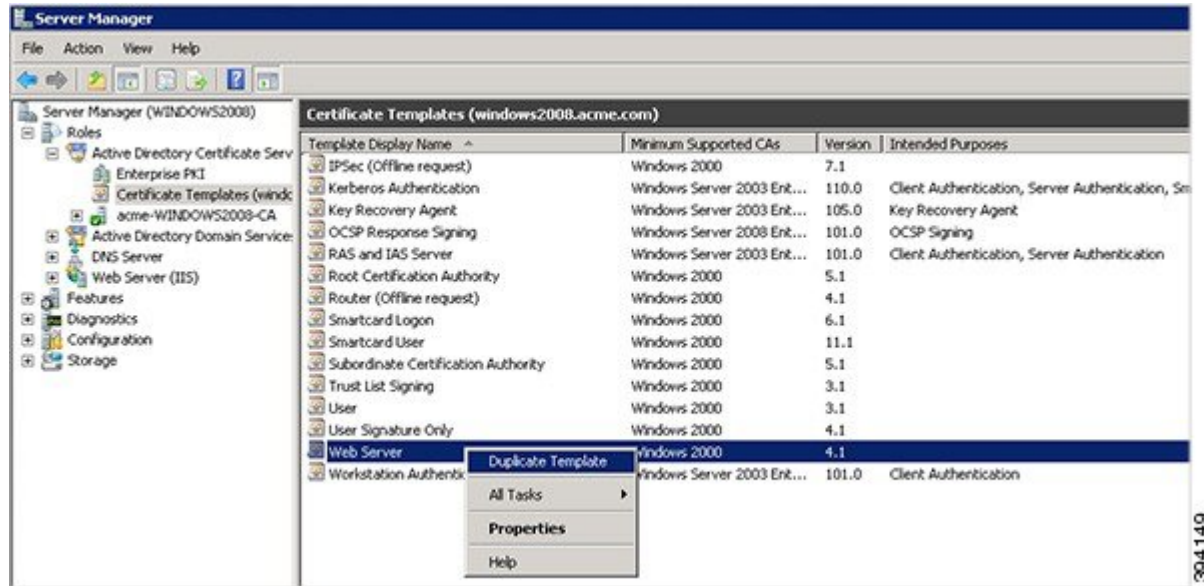 Server Manager
File Action View Help
Server Manager (WINDOWS2008)
Roles
Active Directory Certificate Serv
Enterprise PKI
Certificate Templates (windc
acme-WINDOWS2008-CA
Active Directory Domain Service:
DNS Server
Web Server (IIS)
Features
Diagnostics
Configuration
Storage
Certificate Templates (windows2008.acme.com)
Template Display Name Minimum Supported CAs Version Intended Purposes
IPSec (Offline request) Windows 2000 7.1
Kerberos Authentication Windows Server 2003 Ent... 110.0 Client Authentication, Server Authentication, Sm
Key Recovery Agent Windows Server 2003 Ent... 105.0 Key Recovery Agent
OCSP Response Signing Windows Server 2008 Ent... 101.0 OCSP Signing
RAS and IAS Server Windows Server 2003 Ent... 101.0 Client Authentication, Server Authentication
Root Certification Authority Windows 2000 5.1
Router (Offline request) Windows 2000 4.1
Smartcard Logon Windows 2000 6.1
Smartcard User Windows 2000 11.1
Subordinate Certification Authority Windows 2000 5.1
Trust List Signing Windows 2000 3.1
User Windows 2000 3.1
User Signature Only Windows 2000 4.1
Web Server Windows 2000 4.1
Workstation Authentic Windows Server 2003 Ent... 101.0 Client Authentication
Duplicate Template
All Tasks
Properties
Help